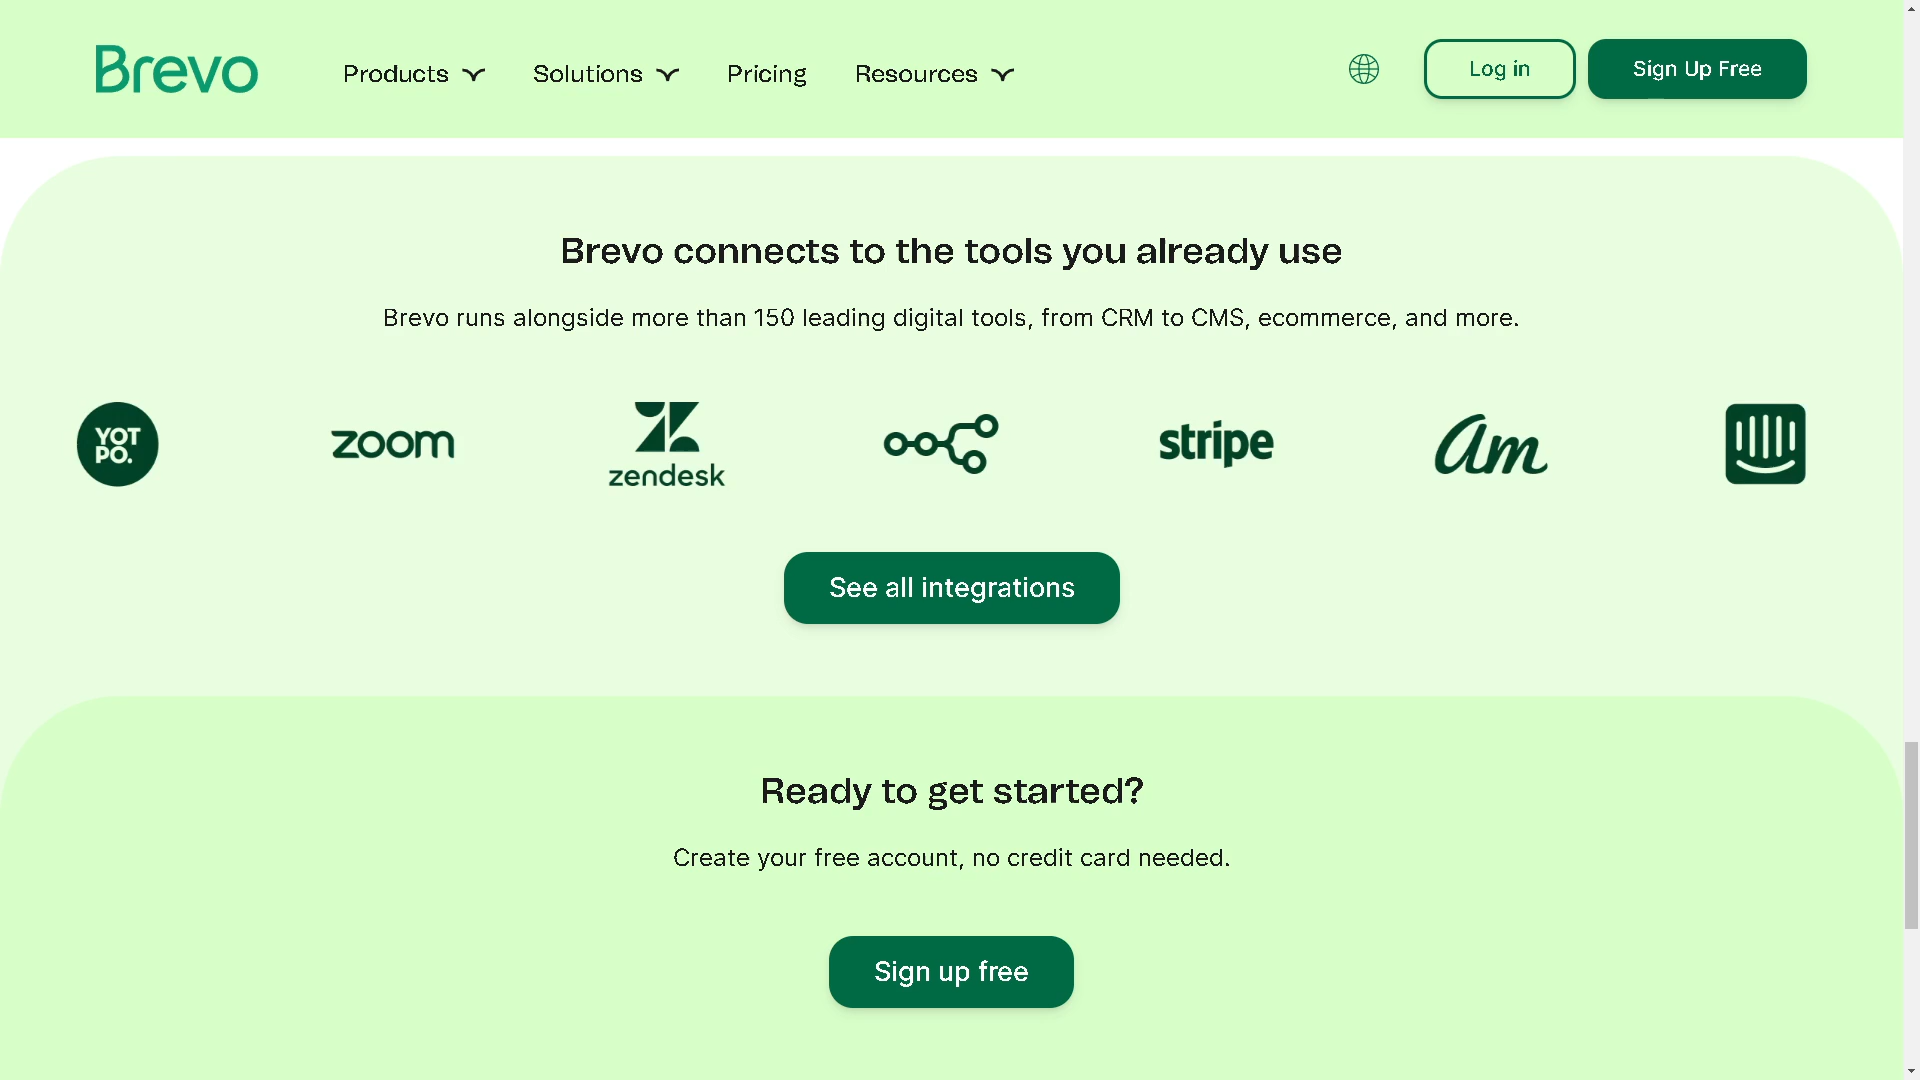 Brevo
Products
Solutions
Pricing
Resources
Log in
Sign Up Free
Brevo connects to the tools you already use
Brevo runs alongside more than 150 leading digital tools, from CRM to CMS, ecommerce, and more.
YOT
PO.
zoom
zendesk
stripe
am
See all integrations
Ready to get started?
Create your free account, no credit card needed.
Sign up free